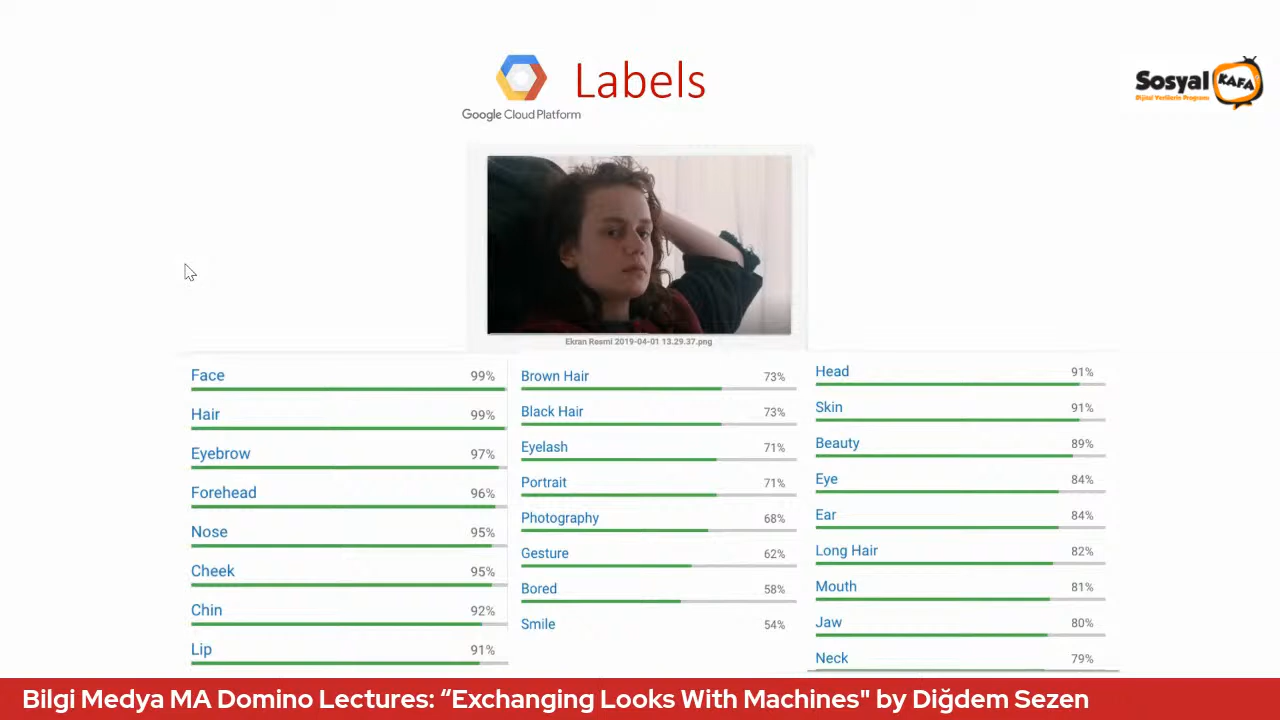 Labels
Google Cloud Platform
Sosyal KAFA
Dijital Yerlilerin Programı
Ekran Resmi 2019-04-01 13.29.37.png
Face 99%
Hair 99%
Eyebrow 97%
Forehead 96%
Nose 95%
Cheek 95%
Chin 92%
Lip 91%
Brown Hair 73%
Black Hair 73%
Eyelash 71%
Portrait 71%
Photography 68%
Gesture 62%
Bored 58%
Smile 54%
Head 91%
Skin 91%
Beauty 89%
Eye 84%
Ear 84%
Long Hair 82%
Mouth 81%
Jaw 80%
Neck 79%
Bilgi Medya MA Domino Lectures: “Exchanging Looks With Machines" by Diğdem Sezen